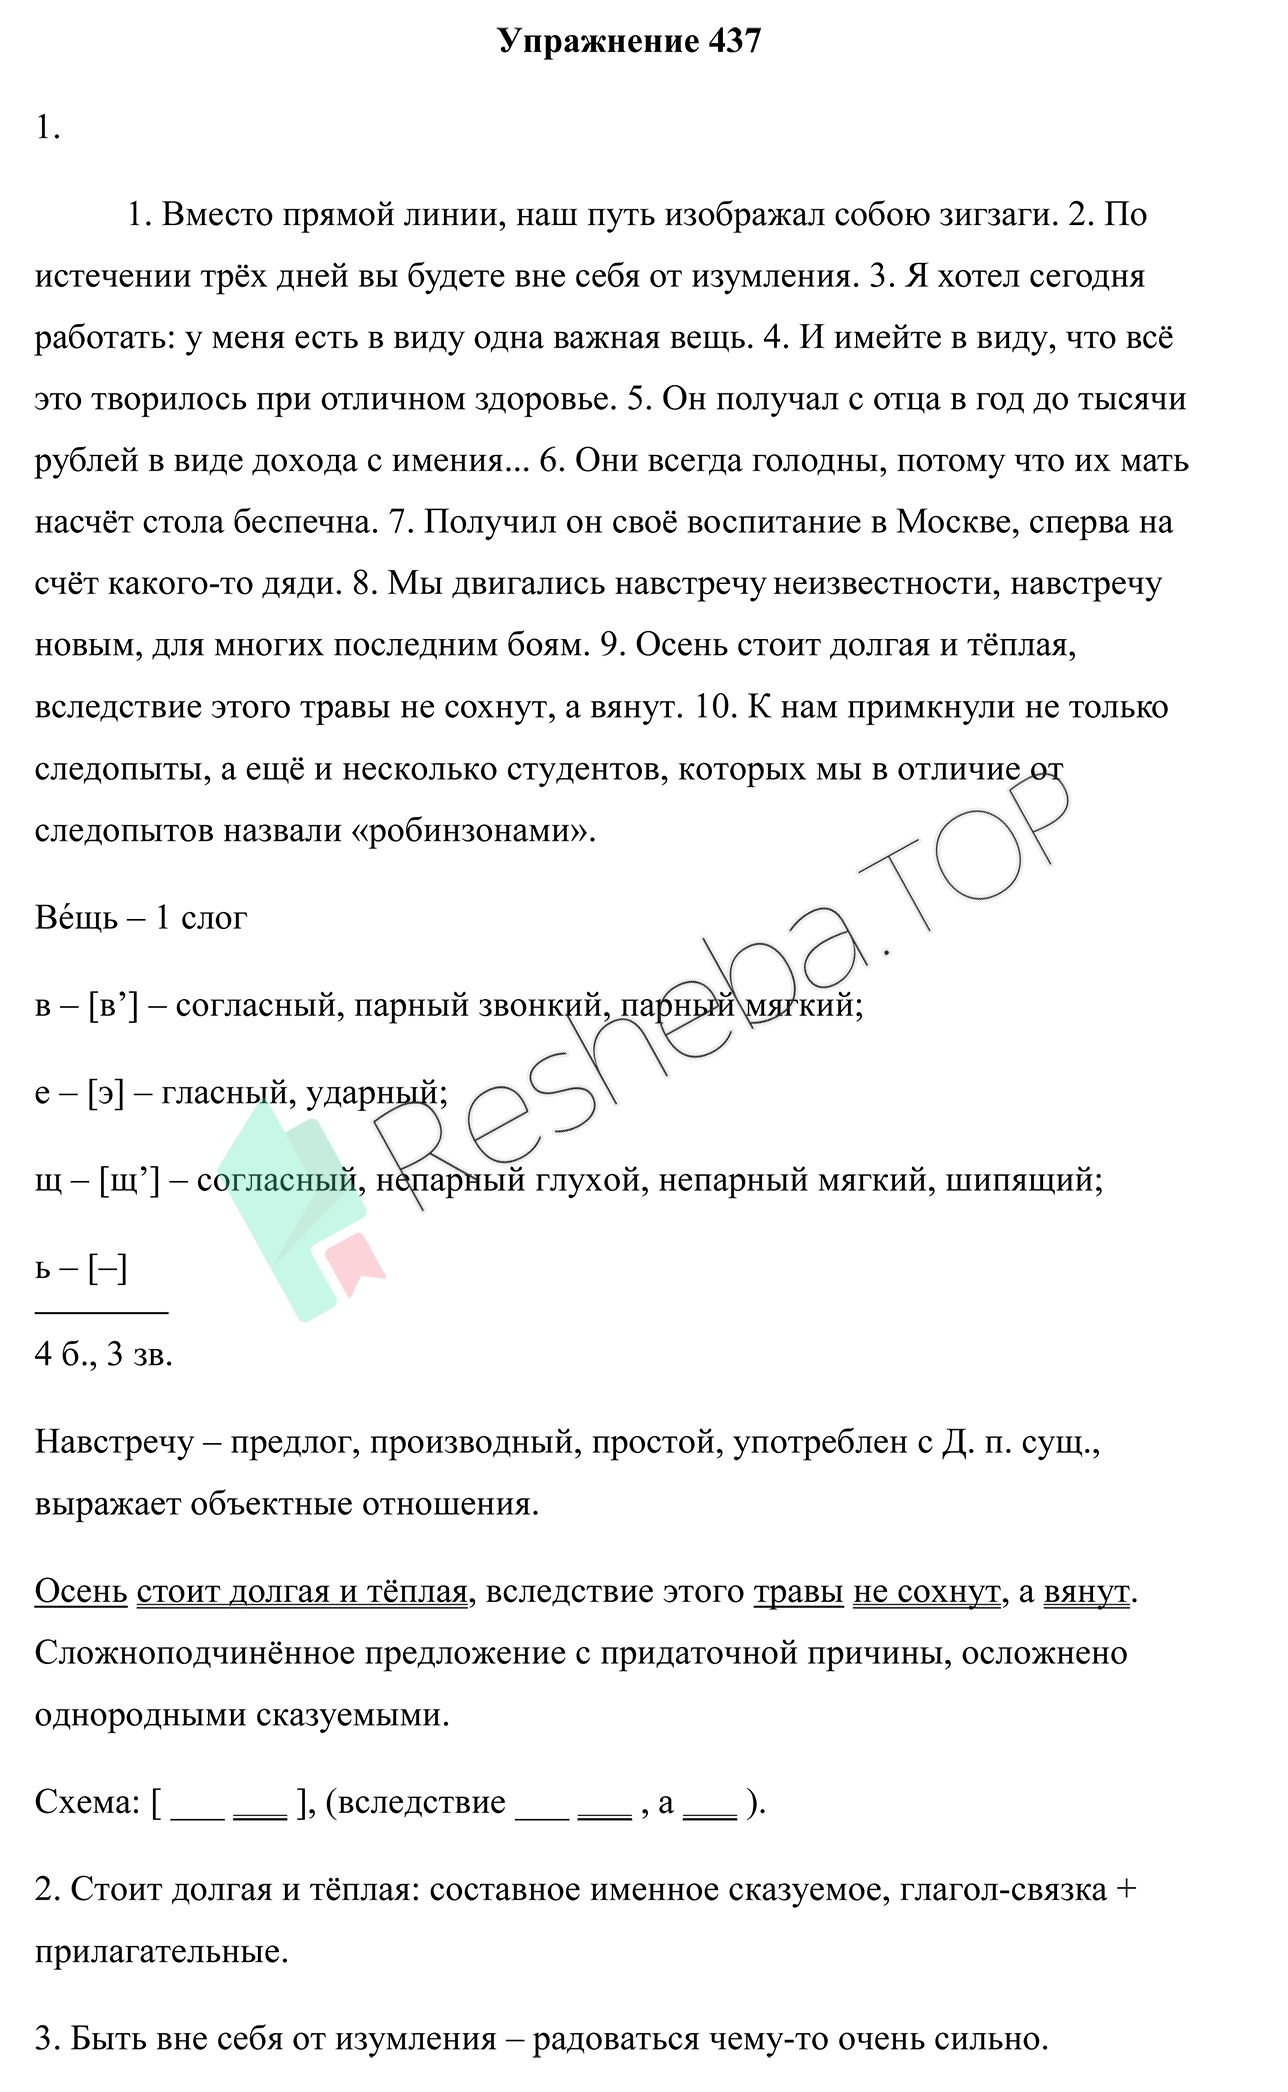 Упражнение 437
1.
1. Вместо прямой линии, наш путь изображал собою зигзаги. 2. По
истечении трёх дней вы будете вне себя от изумления. 3. Я хотел сегодня
работать: у меня есть в виду одна важная вещь. 4. И имейте в виду, что всё
это творилось при отличном здоровье. 5. Он получал с отца в год до тысячи
рублей в виде дохода с имения... 6. Они всегда голодны, потому что их мать
насчёт стола беспечна. 7. Получил он своё воспитание в Москве, сперва на
счёт какого-то дяди. 8. Мы двигались навстречу неизвестности, навстречу
новым, для многих последним боям. 9. Осень стоит долгая и тёплая,
вследствие этого травы не сохнут, а вянут. 10. К нам примкнули не только
следопыты, а ещё и несколько студентов, которых мы в отличие от
следопытов назвали «робинзонами».
Ве́щь – 1 слог
в – [в’] – согласный, парный звонкий, парный мягкий;
е – [э] – гласный, ударный;
щ – [щ’] – согласный, непарный глухой, непарный мягкий, шипящий;
ь – [–]
4 б., 3 зв.
Навстречу – предлог, производный, простой, употреблен с Д. п. сущ.,
выражает объектные отношения.
Осень стоит долгая и тёплая, вследствие этого травы не сохнут, а вянут.
Сложноподчинённое предложение с придаточной причины, осложнено
однородными сказуемыми.
Схема: [ ___ ___ ], (вследствие ___ ___ , а ___ ).
2. Стоит долгая и тёплая: составное именное сказуемое, глагол-связка +
прилагательные.
3. Быть вне себя от изумления – радоваться чему-то очень сильно.
Resheba.TOP